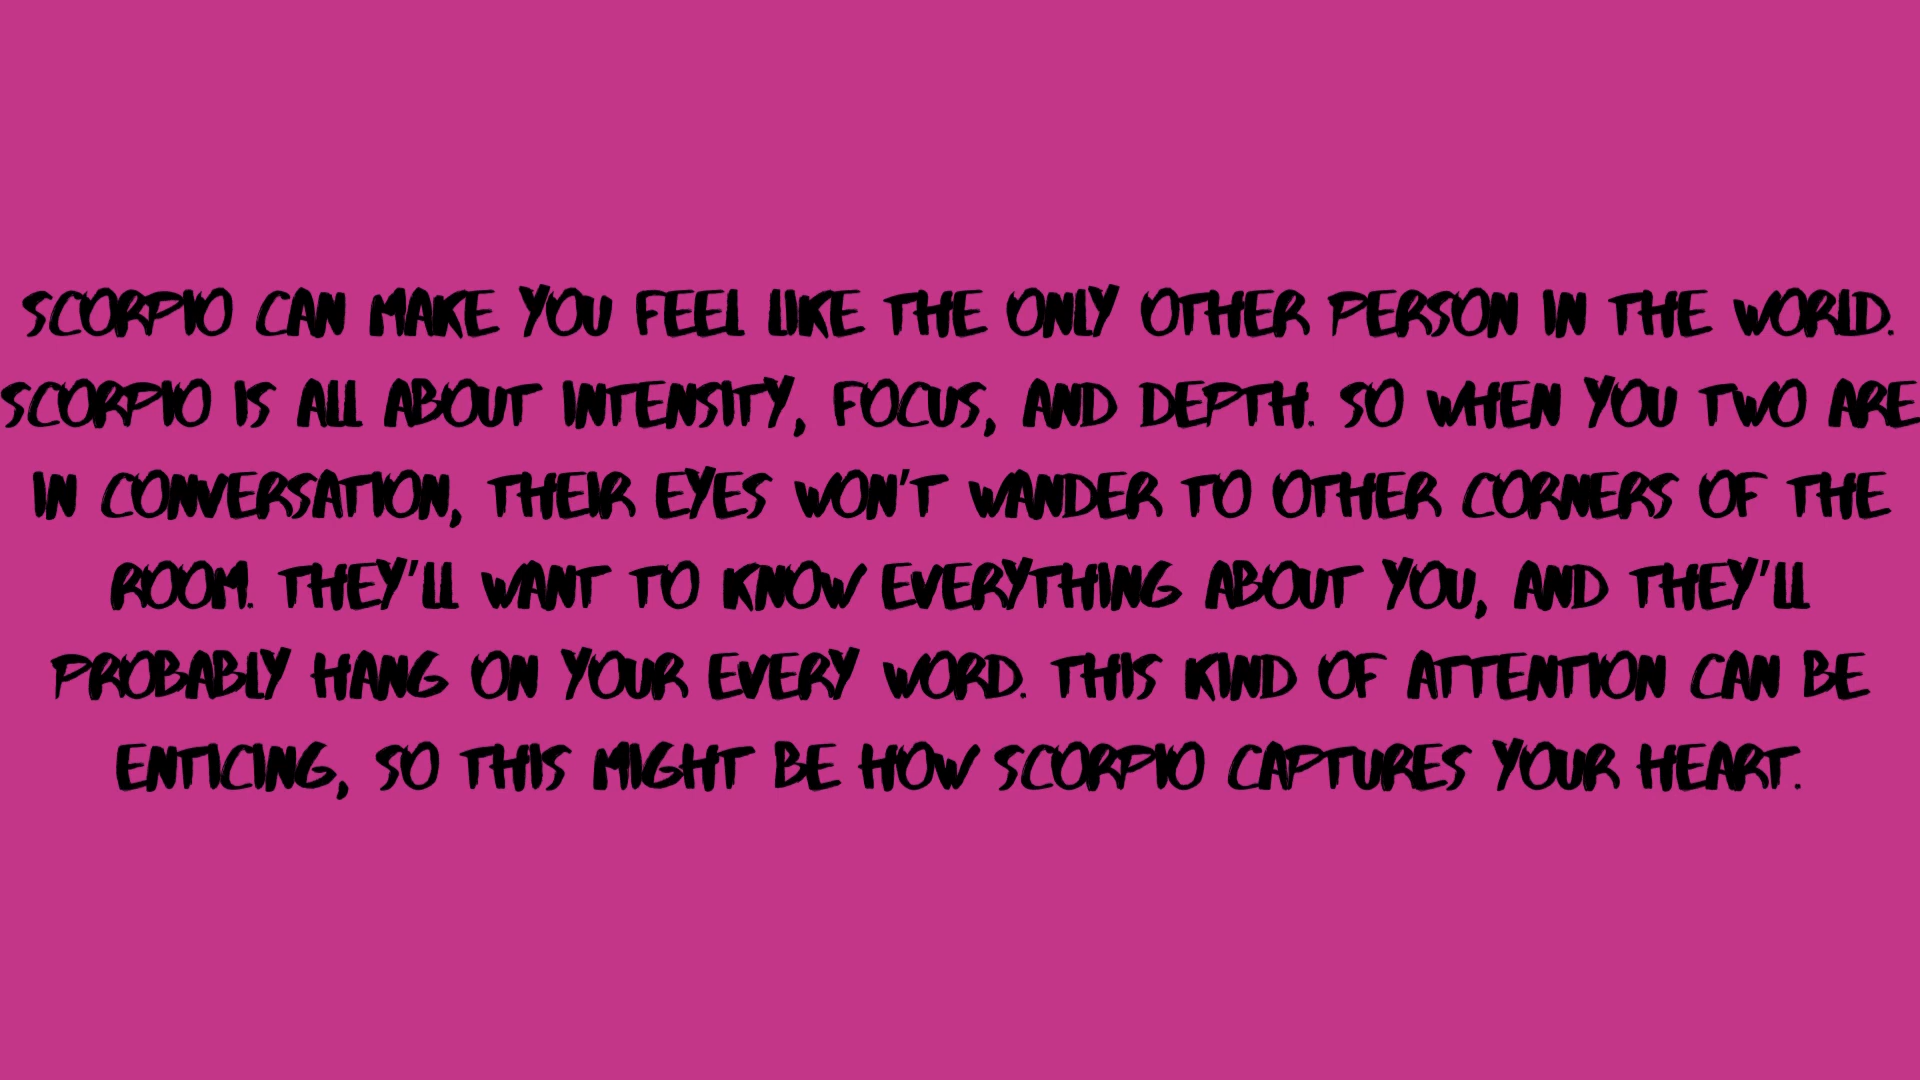 SCORPIO CAN MAKE YOU FEEL LIKE THE ONLY OTHER PERSON IN THE WORLD.
SCORPIO IS ALL ABOUT INTENSITY, FOCUS, AND DEPTH. SO WHEN YOU TWO ARE
IN CONVERSATION, THEIR EYES WON'T WANDER TO OTHER CORNERS OF THE
ROOM. THEY'LL WANT TO KNOW EVERYTHING ABOUT YOU, AND THEY'LL
PROBABLY HANG ON YOUR EVERY WORD. THIS KIND OF ATTENTION CAN BE
ENTICING, SO THIS MIGHT BE HOW SCORPIO CAPTURES YOUR HEART.